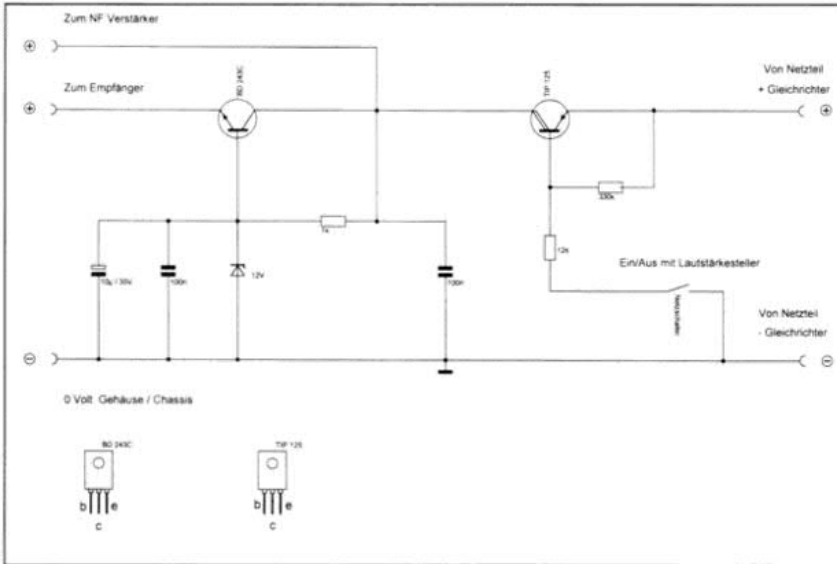 Zum NF Verstärker
Zum Empfänger
BD 243C
TIP 125
Von Netzteil
+ Gleichrichter
330k
1k
12k
10µ / 35V
100n
12V
100n
Ein/Aus mit Lautstärkesteller
Netzschalter
Von Netzteil
- Gleichrichter
0 Volt Gehäuse / Chassis
BD 243C
TIP 125
b e
c
b e
c